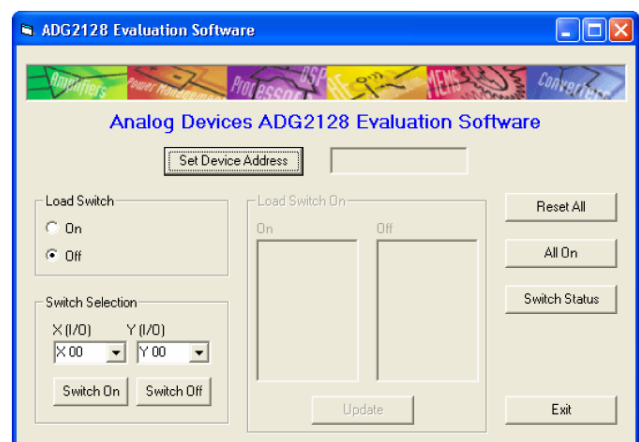 ADG2128 Evaluation Software
Amplifiers Power Management Processors DSP RF MEMS Converters
Analog Devices ADG2128 Evaluation Software
Set Device Address
Load Switch
On
Off
Load Switch On
On Off
Reset All
All On
Switch Status
Switch Selection
X (I/O) Y (I/O)
X 00 Y 00
Switch On Switch Off
Update
Exit